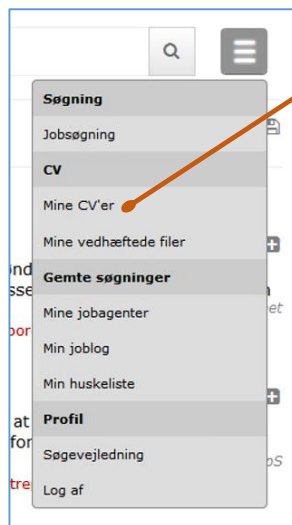 Søgning
Jobsøgning
CV
Mine CV'er
Mine vedhæftede filer
Gemte søgninger
Mine jobagenter
Min joblog
Min huskeliste
Profil
Søgevejledning
Log af